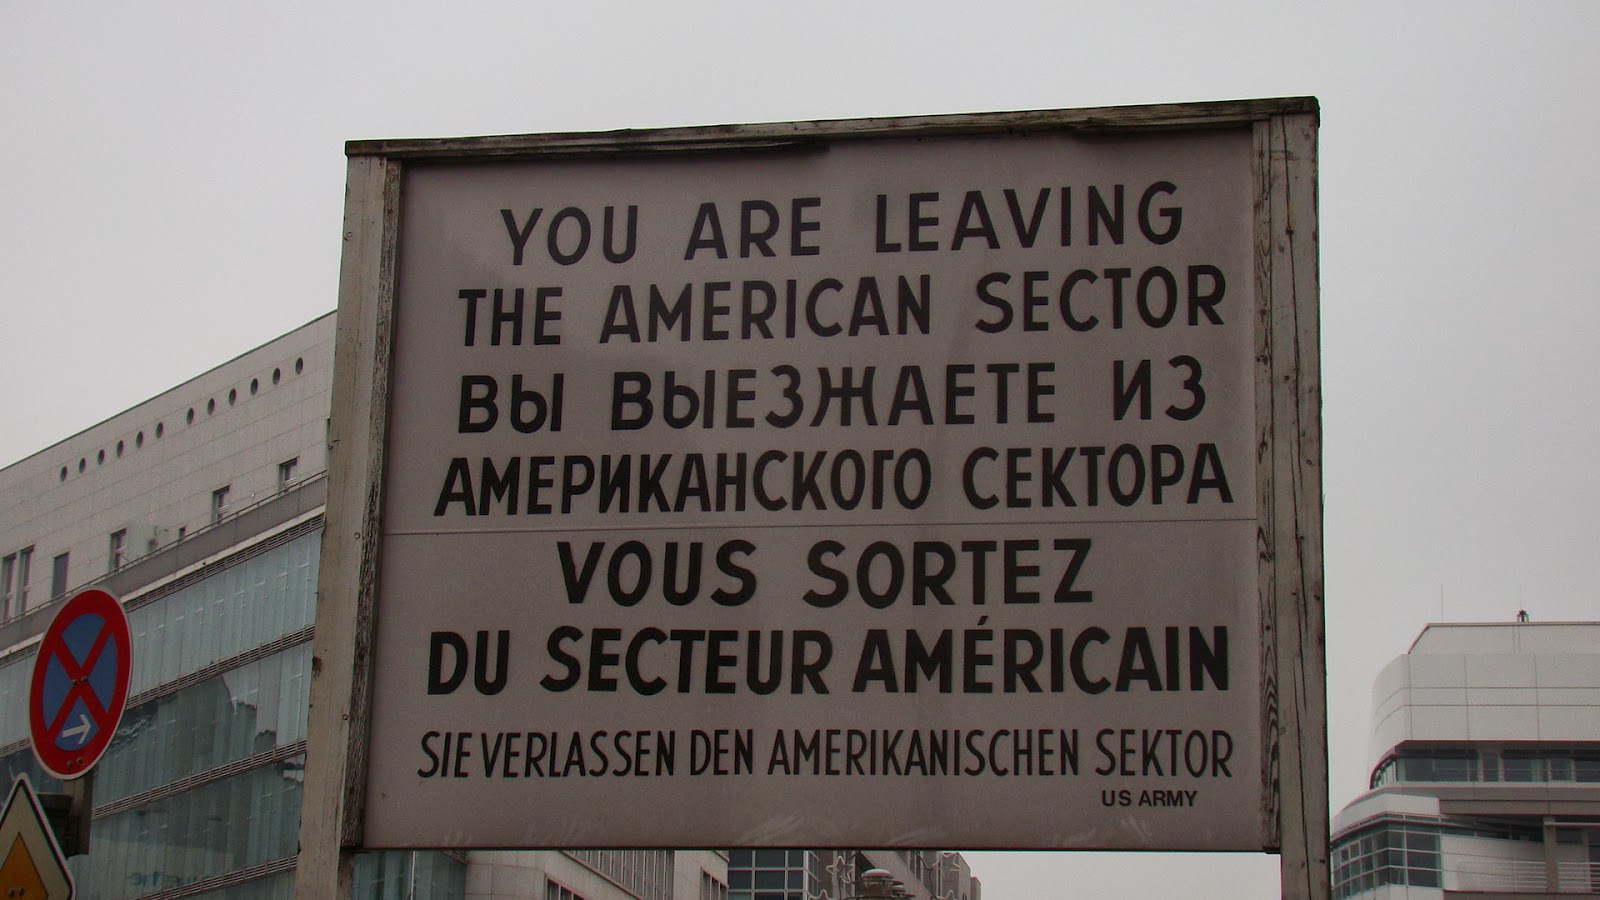 YOU ARE LEAVING
THE AMERICAN SECTOR
ВЫ ВЫЕЗЖАЕТЕ ИЗ
АМЕРИКАНСКОГО СЕКТОРА
VOUS SORTEZ
DU SECTEUR AMÉRICAIN
SIE VERLASSEN DEN AMERIKANISCHEN SEKTOR
US ARMY